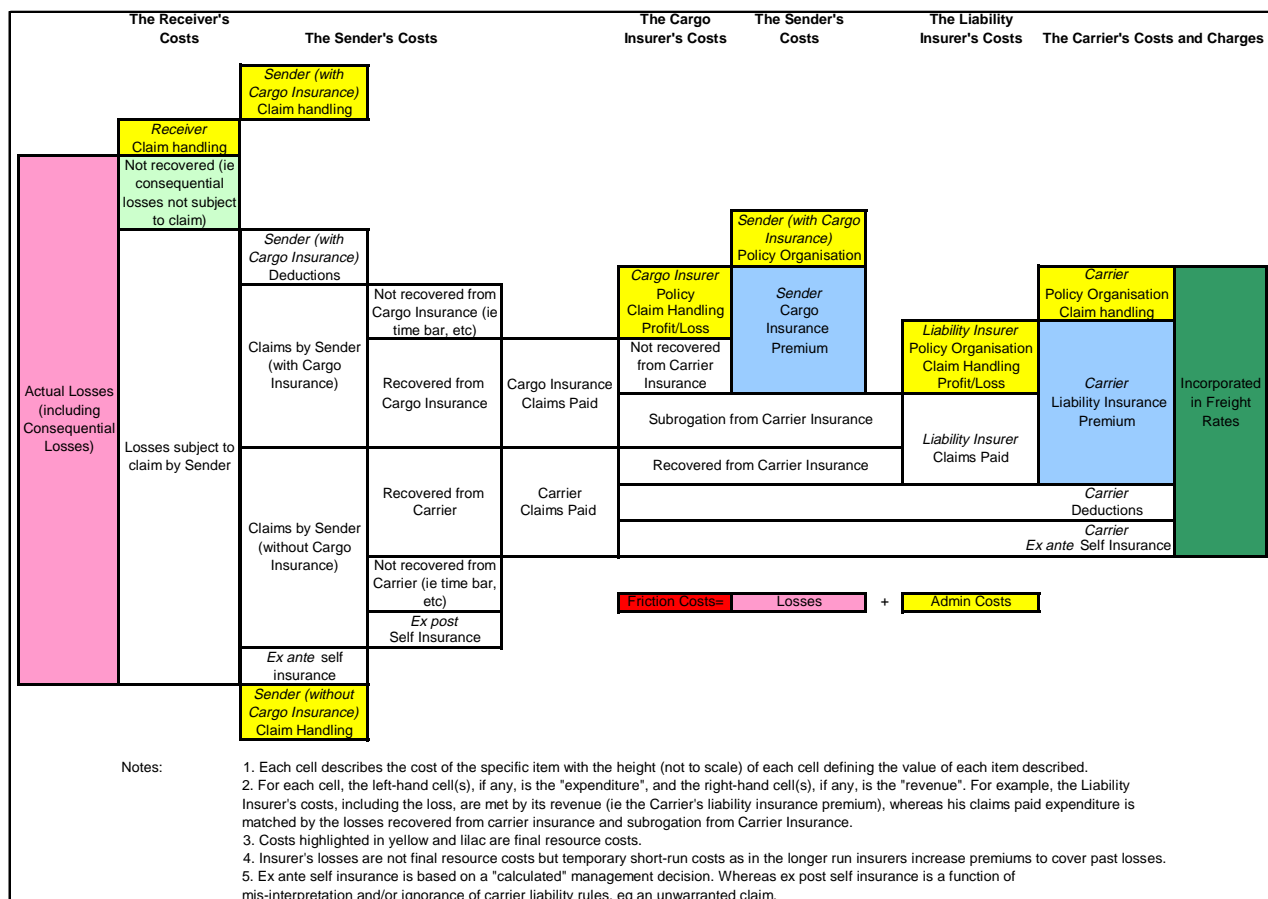 The Receiver's
Costs
The Sender's Costs
The Cargo
Insurer's Costs
The Sender's
Costs
The Liability
Insurer's Costs
The Carrier's Costs and Charges
Sender (with
Cargo Insurance)
Claim handling
Receiver
Claim handling
Not recovered (ie
consequential
losses not subject
to claim)
Actual Losses
(including
Consequential
Losses)
Losses subject to
claim by Sender
Sender (with
Cargo Insurance)
Deductions
Claims by Sender
(with Cargo
Insurance)
Claims by Sender
(without Cargo
Insurance)
Ex ante self
insurance
Sender (without
Cargo Insurance)
Claim Handling
Not recovered from
Cargo Insurance (ie
time bar, etc)
Recovered from
Cargo Insurance
Recovered from
Carrier
Not recovered from
Carrier (ie time bar,
etc)
Ex post
Self Insurance
Cargo Insurance
Claims Paid
Carrier
Claims Paid
Cargo Insurer
Policy
Claim Handling
Profit/Loss
Not recovered
from Carrier
Insurance
Sender (with Cargo
Insurance)
Policy Organisation
Sender
Cargo
Insurance
Premium
Subrogation from Carrier Insurance
Recovered from Carrier Insurance
Liability Insurer
Policy Organisation
Claim Handling
Profit/Loss
Liability Insurer
Claims Paid
Carrier
Policy Organisation
Claim handling
Carrier
Liability Insurance
Premium
Carrier
Deductions
Carrier
Ex ante Self Insurance
Incorporated
in Freight
Rates
Friction Costs= Losses + Admin Costs
Notes:
1. Each cell describes the cost of the specific item with the height (not to scale) of each cell defining the value of each item described.
2. For each cell, the left-hand cell(s), if any, is the "expenditure", and the right-hand cell(s), if any, is the "revenue". For example, the Liability
Insurer's costs, including the loss, are met by its revenue (ie the Carrier's liability insurance premium), whereas his claims paid expenditure is
matched by the losses recovered from carrier insurance and subrogation from Carrier Insurance.
3. Costs highlighted in yellow and lilac are final resource costs.
4. Insurer's losses are not final resource costs but temporary short-run costs as in the longer run insurers increase premiums to cover past losses.
5. Ex ante self insurance is based on a "calculated" management decision. Whereas ex post self insurance is a function of
mis-interpretation and/or ignorance of carrier liability rules, eg an unwarranted claim.